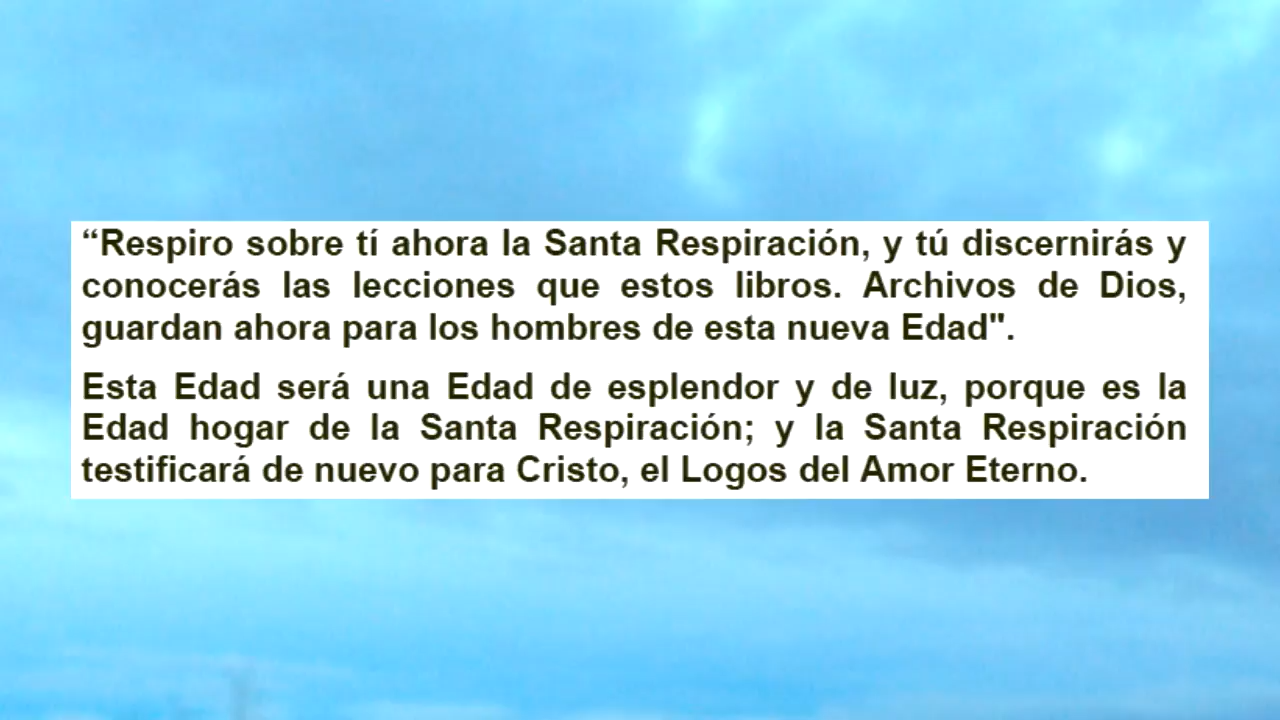 “Respiro sobre tí ahora la Santa Respiración, y tú discernirás y
conocerás las lecciones que estos libros. Archivos de Dios,
guardan ahora para los hombres de esta nueva Edad".
Esta Edad será una Edad de esplendor y de luz, porque es la
Edad hogar de la Santa Respiración; y la Santa Respiración
testificará de nuevo para Cristo, el Logos del Amor Eterno.